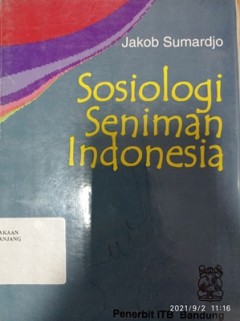 Jakob Sumardjo
Sosiologi
Seniman
Indonesia
AKAAN
ANJANG
Penerbit ITB Bandung
2021/9/2 11:16